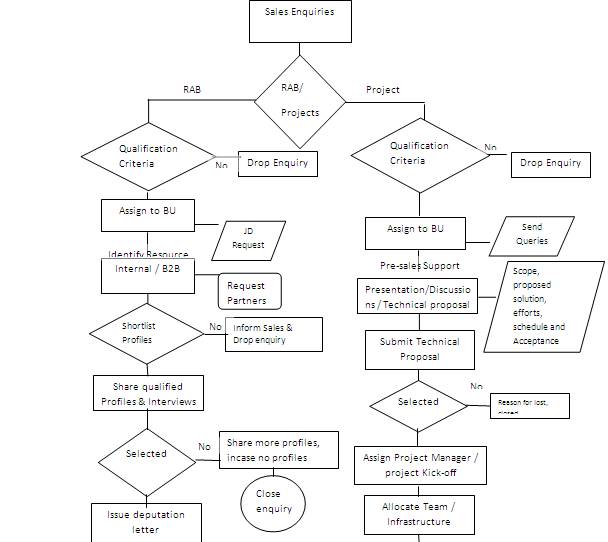 Sales Enquiries
RAB/
Projects
RAB
Project
Qualification
Criteria
No
Drop Enquiry
Qualification
Criteria
No
Drop Enquiry
Assign to BU
JD
Request
Identify Resource
Internal / B2B
Request
Partners
Shortlist
Profiles
No
Inform Sales &
Drop enquiry
Share qualified
Profiles & Interviews
Selected
No
Share more profiles,
incase no profiles
Close
enquiry
Issue deputation
letter
Assign to BU
Send
Queries
Pre-sales Support
Presentation/Discussio
ns / Technical proposal
Scope,
proposed
solution,
efforts,
schedule and
Acceptance
Submit Technical
Proposal
Selected
No
Reason for lost,
closed
Assign Project Manager /
project Kick-off
Allocate Team /
Infrastructure